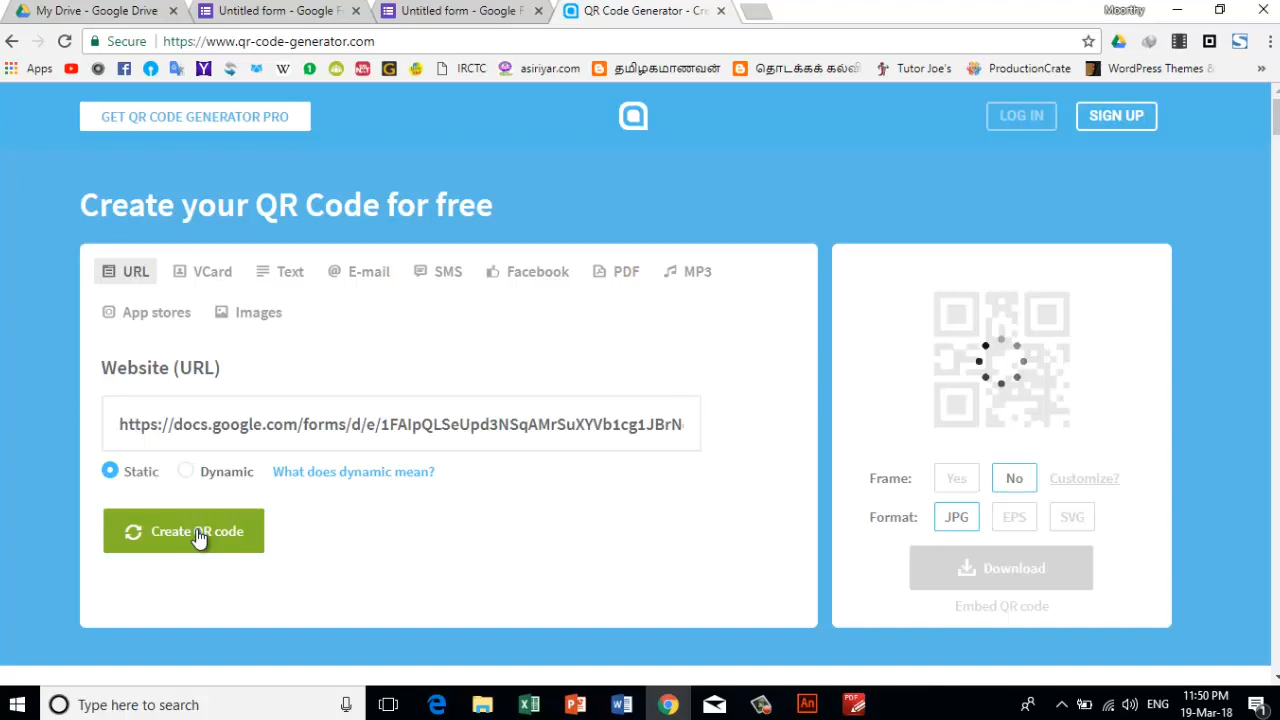 My Drive - Google Drive
Untitled form - Google F
Untitled form - Google F
QR Code Generator - Cre
Moorthy
Secure
https://www.qr-code-generator.com
Apps
IRCTC
asiriyar.com
தமிழகமாணவன்
தொடக்கக் கல்வி
Tutor Joe's
ProductionCrate
WordPress Themes &
»
GET QR CODE GENERATOR PRO
LOG IN
SIGN UP
Create your QR Code for free
URL
VCard
Text
E-mail
SMS
Facebook
PDF
MP3
App stores
Images
Website (URL)
https://docs.google.com/forms/d/e/1FAIpQLSeUpd3NSqAMrSuXYVb1cg1JBrN
Static
Dynamic
What does dynamic mean?
Create QR code
Frame:
Yes
No
Customize?
Format:
JPG
EPS
SVG
Download
Embed QR code
Type here to search
ENG
11:50 PM
19-Mar-18